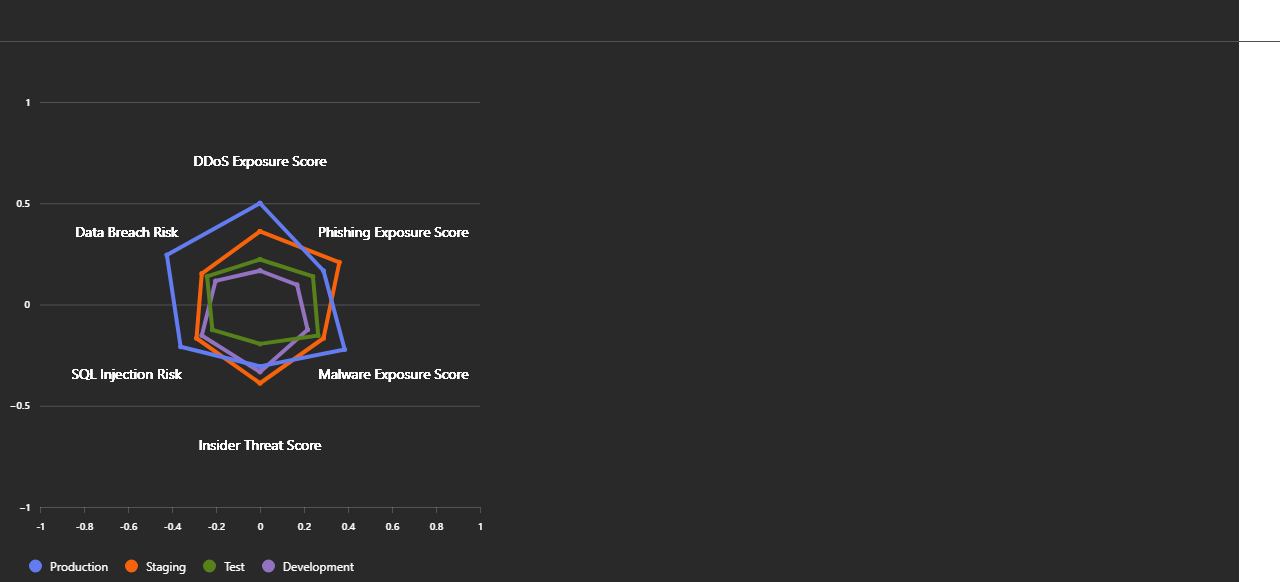 1
DDoS Exposure Score
0.5
Data Breach Risk Phishing Exposure Score
0
SQL Injection Risk Malware Exposure Score
−0.5
Insider Threat Score
−1
-1 -0.8 -0.6 -0.4 -0.2 0 0.2 0.4 0.6 0.8 1
Production Staging Test Development